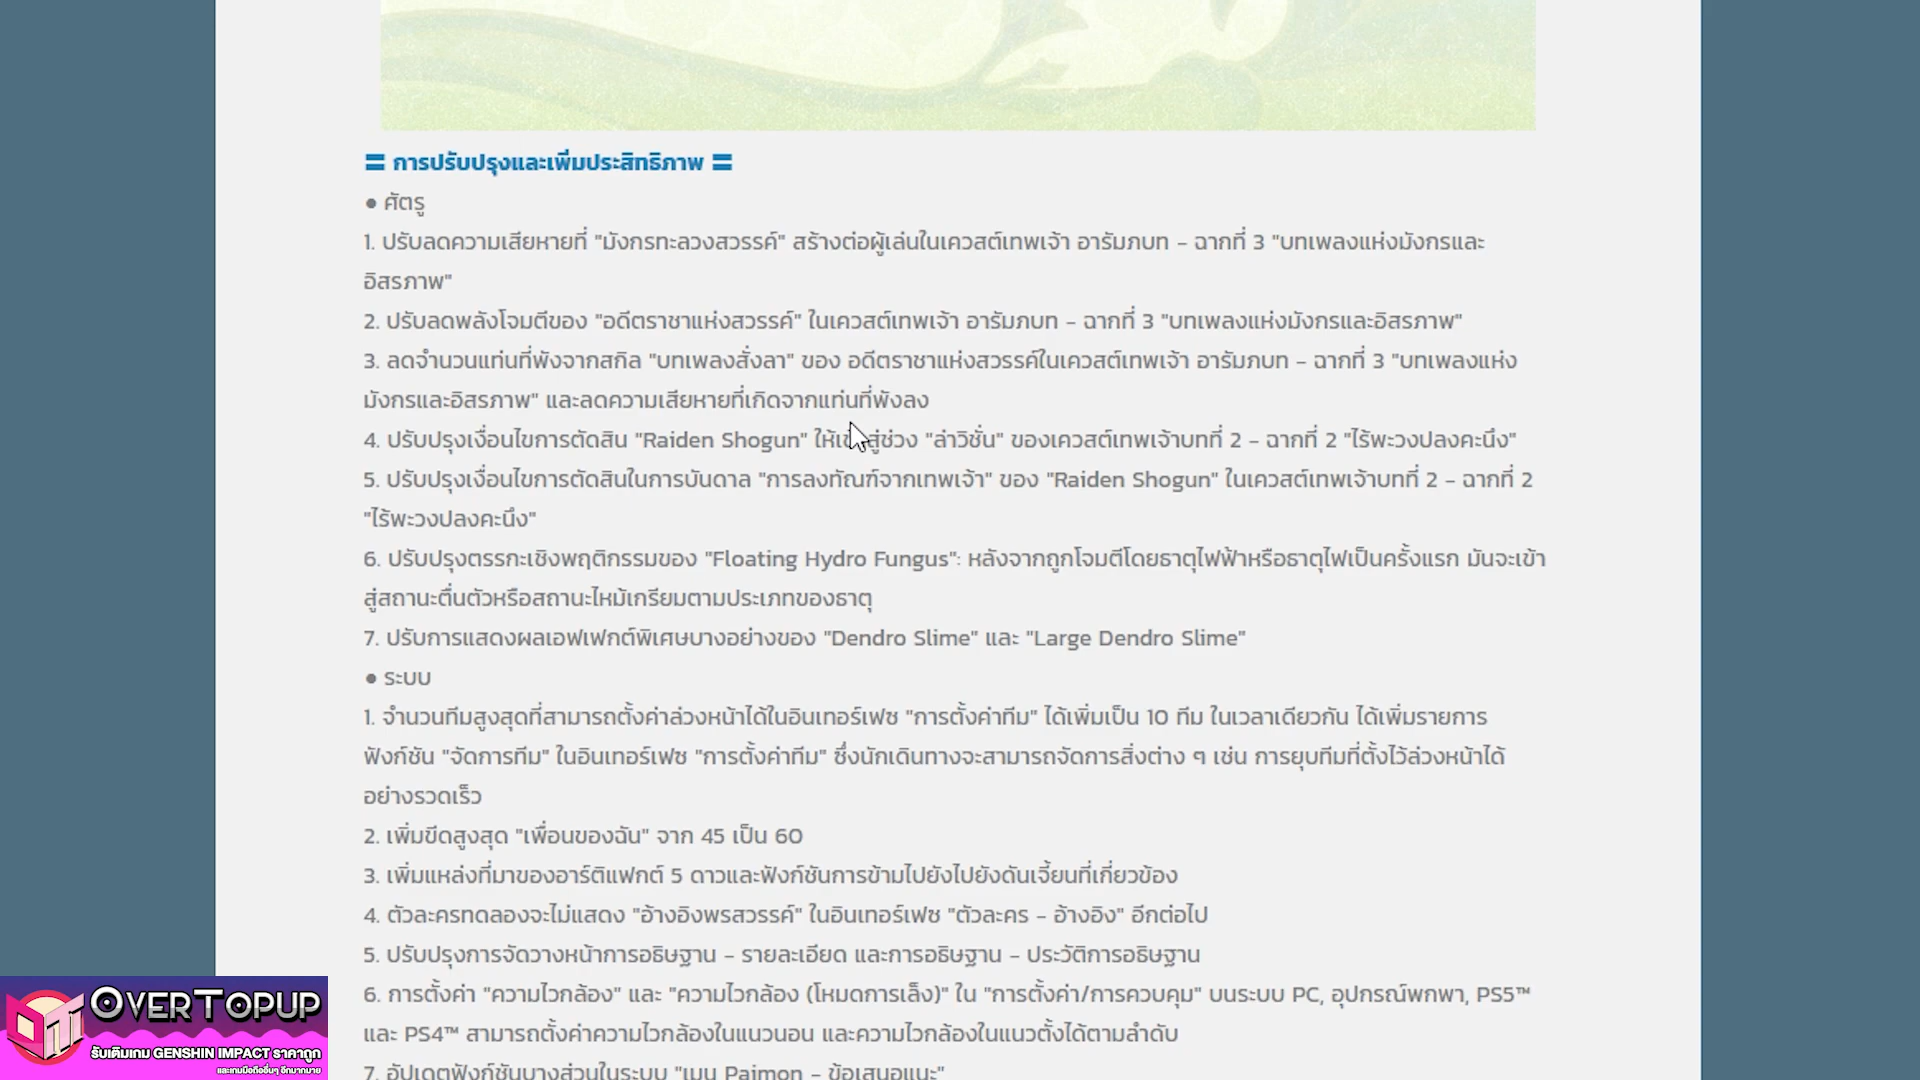 〓 การปรับปรุงและเพิ่มประสิทธิภาพ 〓
● ศัตรู
1. ปรับลดความเสียหายที่ "มังกรทะลวงสวรรค์" สร้างต่อผู้เล่นในเควสต์เทพเจ้า อารัมภบท - ฉากที่ 3 "บทเพลงแห่งมังกรและ
อิสรภาพ"
2. ปรับลดพลังโจมตีของ "อดีตราชาแห่งสวรรค์" ในเควสต์เทพเจ้า อารัมภบท - ฉากที่ 3 "บทเพลงแห่งมังกรและอิสรภาพ"
3. ลดจำนวนแท่นที่พังจากสกิล "บทเพลงสั่งลา" ของ อดีตราชาแห่งสวรรค์ในเควสต์เทพเจ้า อารัมภบท - ฉากที่ 3 "บทเพลงแห่ง
มังกรและอิสรภาพ" และลดความเสียหายที่เกิดจากแท่นที่พังลง
4. ปรับปรุงเงื่อนไขการตัดสิน "Raiden Shogun" ให้เข้าสู่ช่วง "ล่าวิชั่น" ของเควสต์เทพเจ้าบทที่ 2 - ฉากที่ 2 "ไร้พะวงปลงคะนึง"
5. ปรับปรุงเงื่อนไขการตัดสินในการบันดาล "การลงทัณฑ์จากเทพเจ้า" ของ "Raiden Shogun" ในเควสต์เทพเจ้าบทที่ 2 - ฉากที่ 2
"ไร้พะวงปลงคะนึง"
6. ปรับปรุงตรรกะเชิงพฤติกรรมของ "Floating Hydro Fungus": หลังจากถูกโจมตีโดยธาตุไฟฟ้าหรือธาตุไฟเป็นครั้งแรก มันจะเข้า
สู่สถานะตื่นตัวหรือสถานะไหม้เกรียมตามประเภทของธาตุ
7. ปรับการแสดงผลเอฟเฟกต์พิเศษบางอย่างของ "Dendro Slime" และ "Large Dendro Slime"
● ระบบ
1. จำนวนทีมสูงสุดที่สามารถตั้งค่าล่วงหน้าได้ในอินเทอร์เฟซ "การตั้งค่าทีม" ได้เพิ่มเป็น 10 ทีม ในเวลาเดียวกัน ได้เพิ่มรายการ
ฟังก์ชัน "จัดการทีม" ในอินเทอร์เฟซ "การตั้งค่าทีม" ซึ่งนักเดินทางจะสามารถจัดการสิ่งต่าง ๆ เช่น การยุบทีมที่ตั้งไว้ล่วงหน้าได้
อย่างรวดเร็ว
2. เพิ่มขีดสูงสุด "เพื่อนของฉัน" จาก 45 เป็น 60
3. เพิ่มแหล่งที่มาของอาร์ติแฟกต์ 5 ดาวและฟังก์ชันการข้ามไปยังไปยังดันเจี้ยนที่เกี่ยวข้อง
4. ตัวละครทดลองจะไม่แสดง "อ้างอิงพรสวรรค์" ในอินเทอร์เฟซ "ตัวละคร - อ้างอิง" อีกต่อไป
5. ปรับปรุงการจัดวางหน้าการอธิษฐาน - รายละเอียด และการอธิษฐาน - ประวัติการอธิษฐาน
6. การตั้งค่า "ความไวกล้อง" และ "ความไวกล้อง (โหมดการเล็ง)" ใน "การตั้งค่า/การควบคุม" บนระบบ PC, อุปกรณ์พกพา, PS5™
และ PS4™ สามารถตั้งค่าความไวกล้องในแนวนอน และความไวกล้องในแนวตั้งได้ตามลำดับ
7. อัปเดตฟังก์ชันบางส่วนในระบบ "เมนู Paimon - ข้อเสนอแนะ"
OVERTOPUP
รับเติมเกม GENSHIN IMPACT ราคาถูก
และเกมมือถืออื่นๆ อีกมากมาย